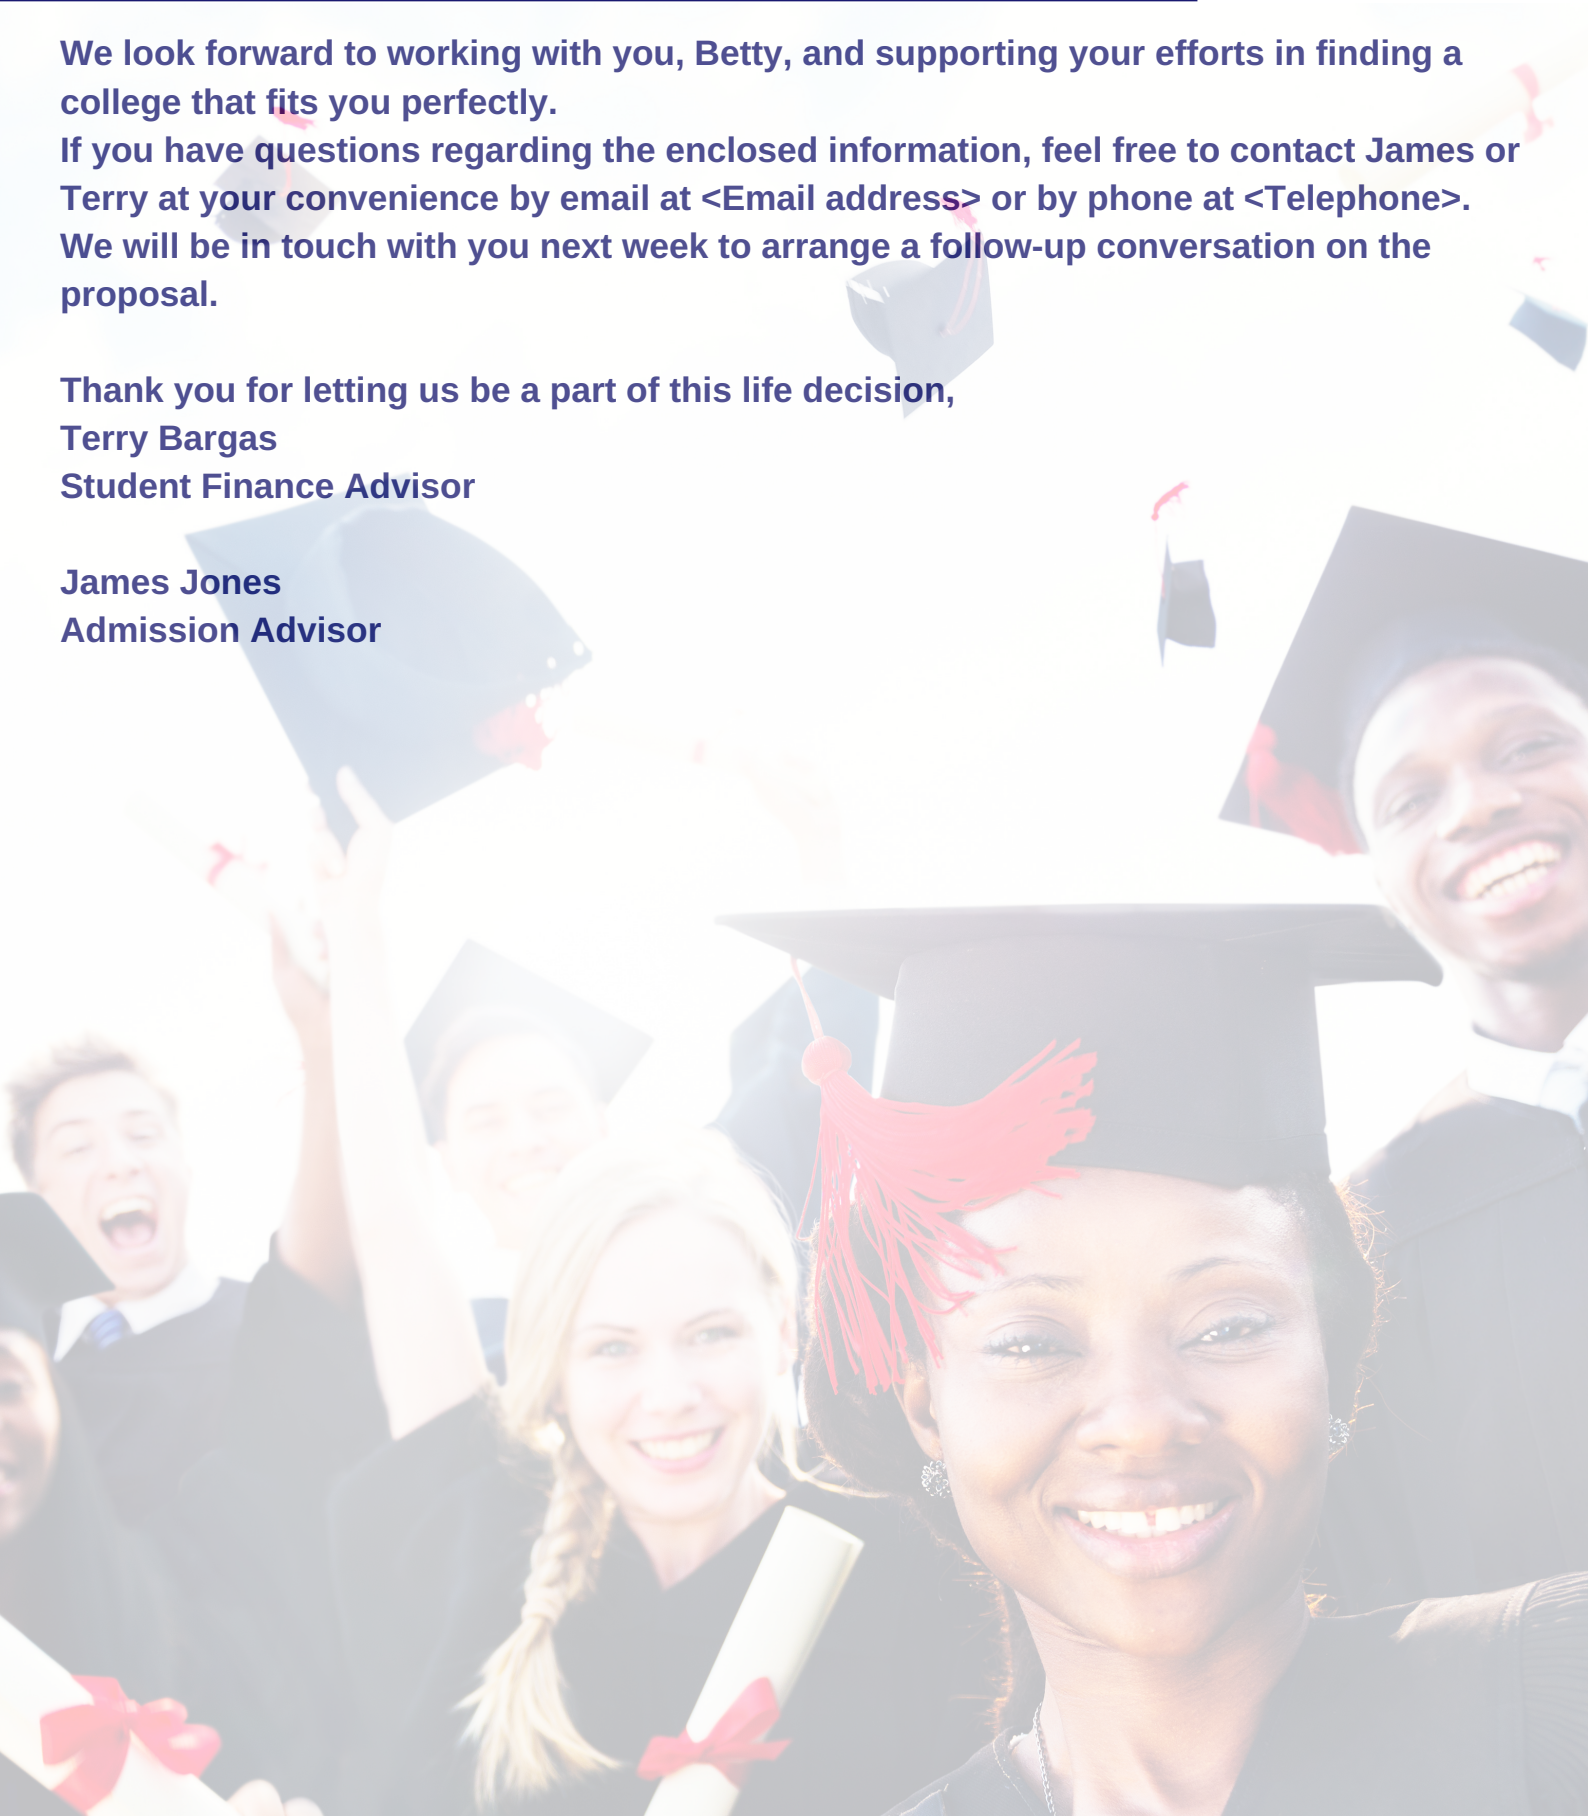 We look forward to working with you, Betty, and supporting your efforts in finding a
college that fits you perfectly.
If you have questions regarding the enclosed information, feel free to contact James or
Terry at your convenience by email at <Email address> or by phone at <Telephone>.
We will be in touch with you next week to arrange a follow-up conversation on the
proposal.
Thank you for letting us be a part of this life decision,
Terry Bargas
Student Finance Advisor
James Jones
Admission Advisor